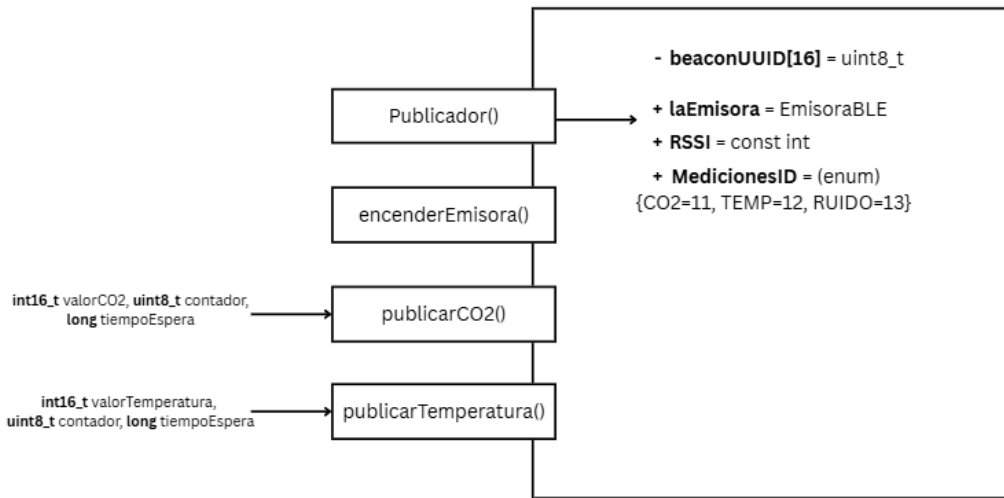 - beaconUUID[16] = uint8_t
Publicador()
+ laEmisora = EmisoraBLE
+ RSSI = const int
+ MedicionesID = (enum)
{CO2=11, TEMP=12, RUIDO=13}
encenderEmisora()
int16_t valorCO2, uint8_t contador,
long tiempoEspera
publicarCO2()
int16_t valorTemperatura,
uint8_t contador, long tiempoEspera
publicarTemperatura()